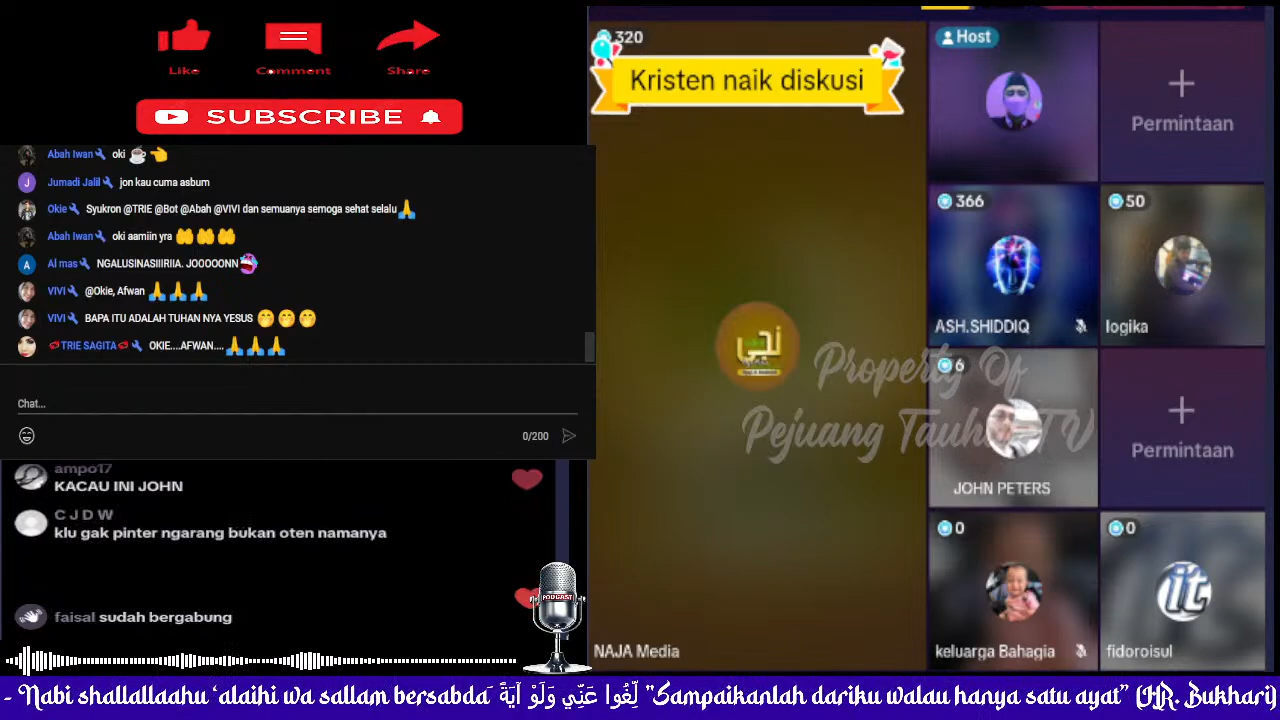 Like
Comment
Share
SUBSCRIBE
Abah Iwan oki
Jumadi Jalil jon kau cuma asbum
Okie Syukron @TRIE @Bot @Abah @VIVI dan semuanya semoga sehat selalu
Abah Iwan oki aamiin yra
Al mas NGALUSINASIIIRIIA. JOOOOONN
VIVI @Okie, Afwan
VIVI BAPA ITU ADALAH TUHAN NYA YESUS
TRIE SAGITA OKIE....AFWAN....
Chat...
0/200
ampo17
KACAU INI JOHN
C J D W
klu gak pinter ngarang bukan oten namanya
faisal sudah bergabung
PODCAST
320
Kristen naik diskusi
نحي
NAJA Media
Host
Permintaan
366
ASH.SHIDDIQ
50
logika
6
JOHN PETERS
Permintaan
0
keluarga Bahagia
0
it
fidoroisul
Property Of
Pejuang Tauhid TV
- Nabi shallallaahu ‘alaihi wa sallam bersabda لِّغُوا عَنِّي وَلَوْ آيَةً "Sampaikanlah dariku walau hanya satu ayat” (HR. Bukhari)